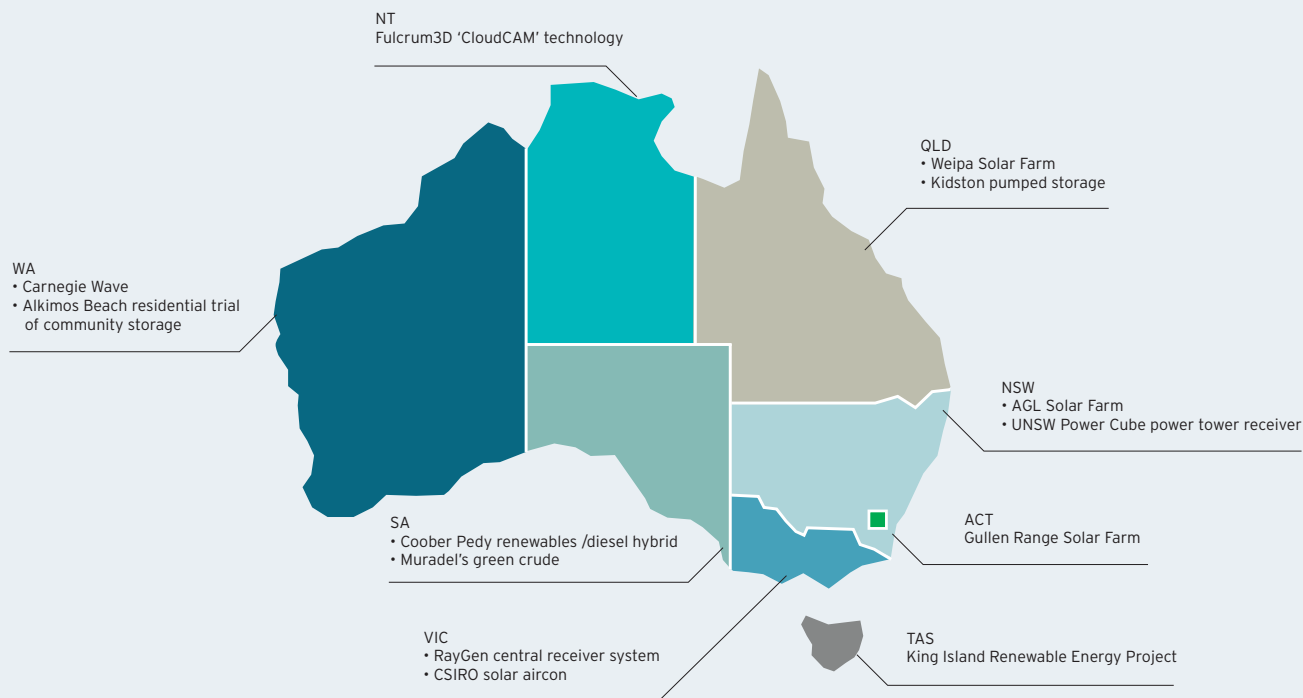 NT
Fulcrum3D ‘CloudCAM’ technology
QLD
• Weipa Solar Farm
• Kidston pumped storage
WA
• Carnegie Wave
• Alkimos Beach residential trial
of community storage
NSW
• AGL Solar Farm
• UNSW Power Cube power tower receiver
SA
• Coober Pedy renewables /diesel hybrid
• Muradel’s green crude
ACT
Gullen Range Solar Farm
VIC
• RayGen central receiver system
• CSIRO solar aircon
TAS
King Island Renewable Energy Project